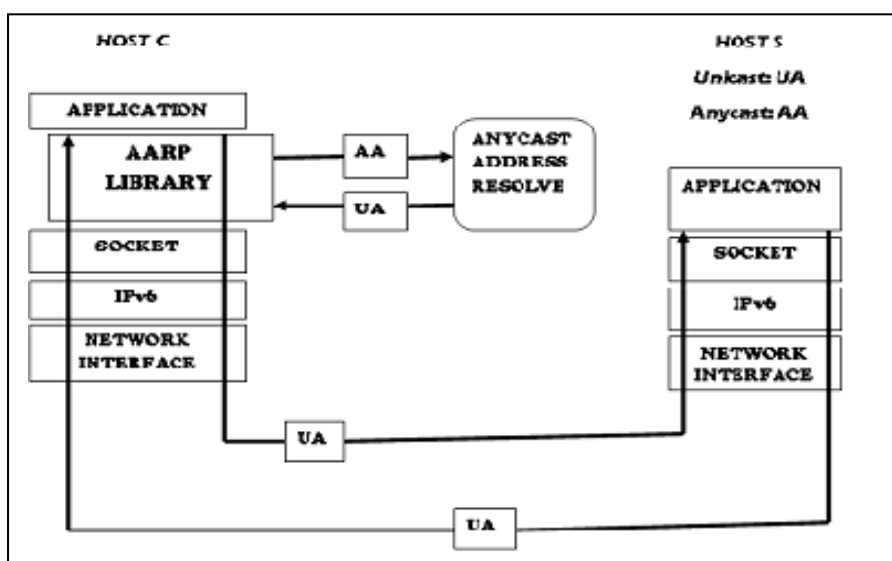 HOST C
HOST S
Unicast: UA
Anycast: AA
APPLICATION
AARP
LIBRARY
AA
UA
ANYCAST
ADDRESS
RESOLVE
SOCKET
IPv6
NETWORK
INTERFACE
APPLICATION
SOCKET
IPv6
NETWORK
INTERFACE
UA
UA